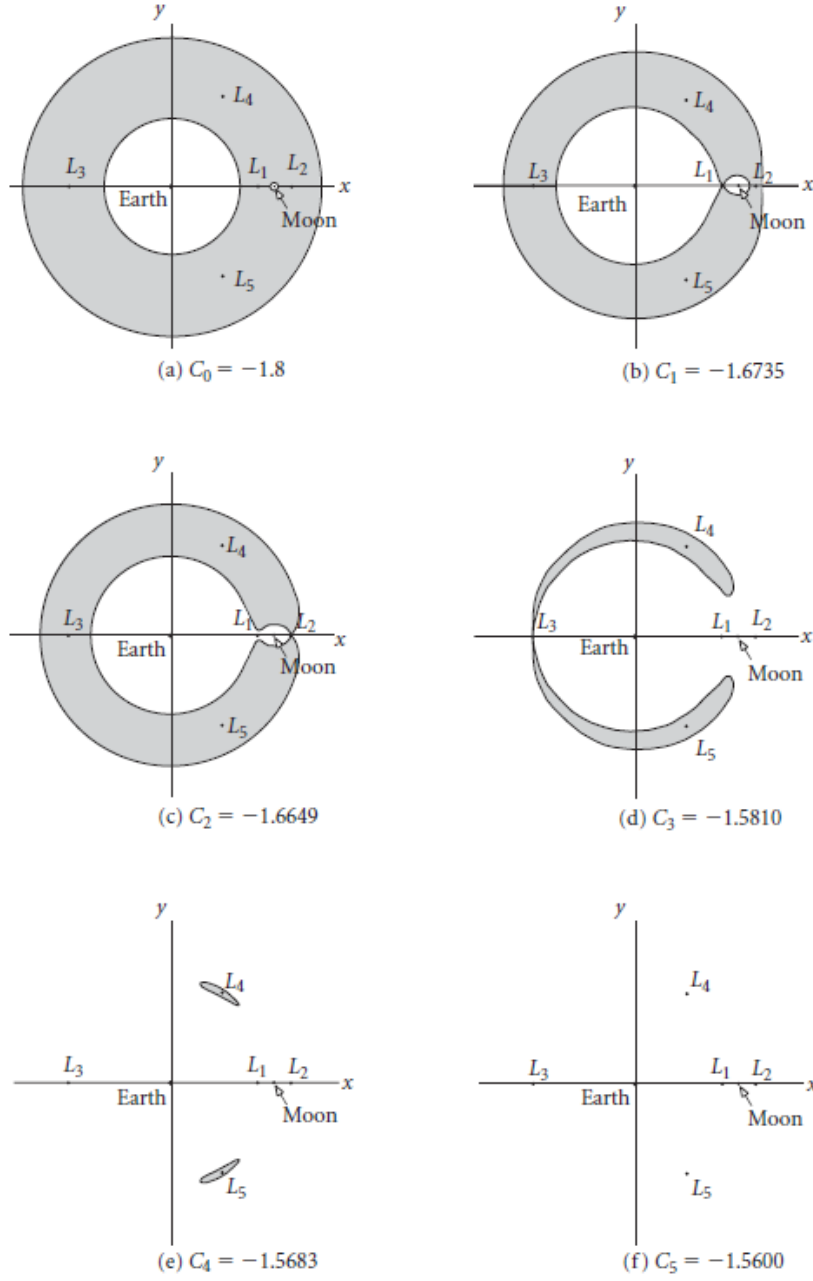 y
L4
L3
L1
L2
x
Earth
Moon
L5
(a) C0 = −1.8
y
L4
L3
L1
L2
x
Earth
Moon
L5
(b) C1 = −1.6735
y
L4
L3
L1
L2
x
Earth
Moon
L5
(c) C2 = −1.6649
y
L4
L3
L1
L2
x
Earth
Moon
L5
(d) C3 = −1.5810
y
L4
L3
L1
L2
x
Earth
Moon
L5
(e) C4 = −1.5683
y
L4
L3
L1
L2
x
Earth
Moon
L5
(f) C5 = −1.5600